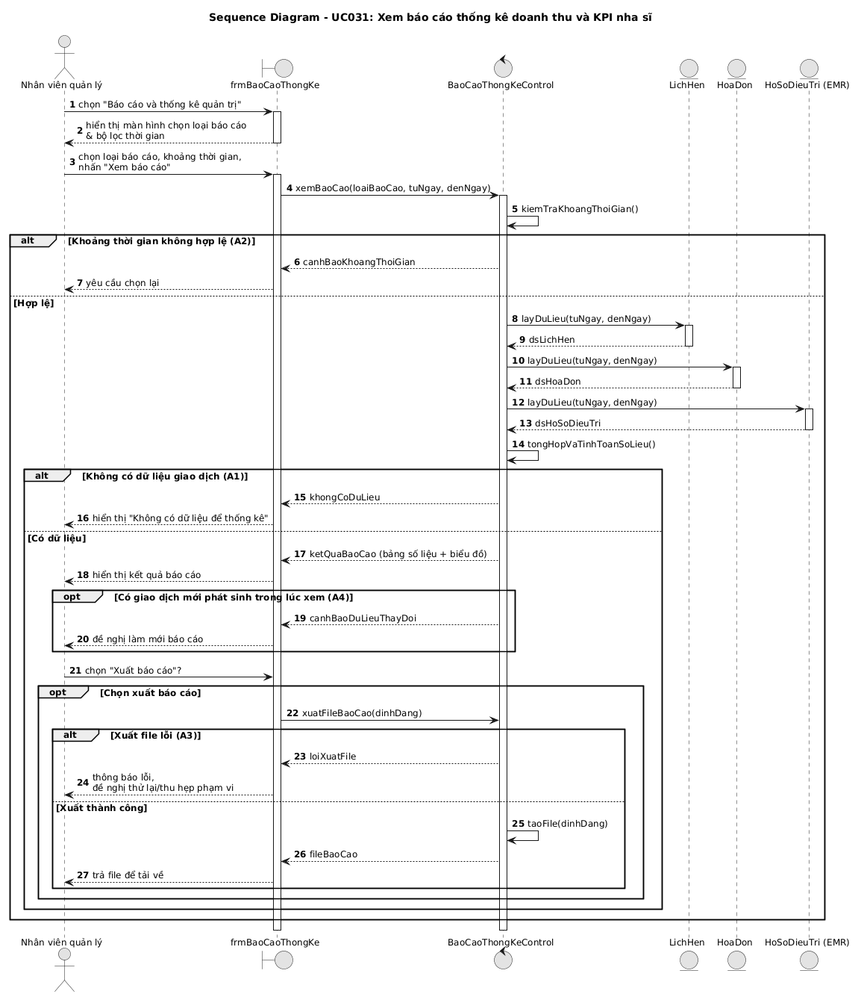 Sequence Diagram - UC031: Xem báo cáo thống kê doanh thu và KPI nha sĩ
Nhân viên quản lý
frmBaoCaoThongKe
BaoCaoThongKeControl
LichHen
HoaDon
HoSoDieuTri (EMR)
1 chọn "Báo cáo và thống kê quản trị"
2 hiển thị màn hình chọn loại báo cáo
& bộ lọc thời gian
3 chọn loại báo cáo, khoảng thời gian,
nhấn "Xem báo cáo"
4 xemBaoCao(loaiBaoCao, tuNgay, denNgay)
5 kiemTraKhoangThoiGian()
alt [Khoảng thời gian không hợp lệ (A2)]
6 canhBaoKhoangThoiGian
7 yêu cầu chọn lại
[Hợp lệ]
8 layDuLieu(tuNgay, denNgay)
9 dsLichHen
10 layDuLieu(tuNgay, denNgay)
11 dsHoaDon
12 layDuLieu(tuNgay, denNgay)
13 dsHoSoDieuTri
14 tongHopVaTinhToanSoLieu()
alt [Không có dữ liệu giao dịch (A1)]
15 khongCoDuLieu
16 hiển thị "Không có dữ liệu để thống kê"
[Có dữ liệu]
17 ketQuaBaoCao (bảng số liệu + biểu đồ)
18 hiển thị kết quả báo cáo
opt [Có giao dịch mới phát sinh trong lúc xem (A4)]
19 canhBaoDuLieuThayDoi
20 đề nghị làm mới báo cáo
21 chọn "Xuất báo cáo"?
opt [Chọn xuất báo cáo]
22 xuatFileBaoCao(dinhDang)
alt [Xuất file lỗi (A3)]
23 loiXuatFile
24 thông báo lỗi,
đề nghị thử lại/thu hẹp phạm vi
[Xuất thành công]
25 taoFile(dinhDang)
26 fileBaoCao
27 trả file để tải về
Nhân viên quản lý
frmBaoCaoThongKe
BaoCaoThongKeControl
LichHen
HoaDon
HoSoDieuTri (EMR)